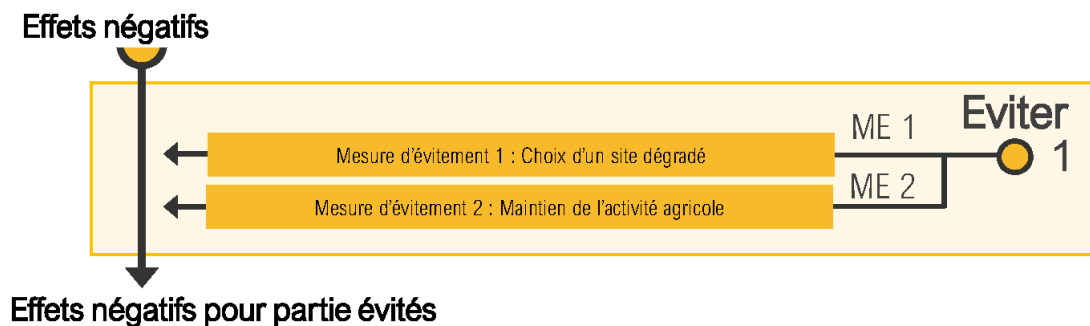 Effets négatifs
Eviter
1
ME 1
Mesure d'évitement 1 : Choix d'un site dégradé
ME 2
Mesure d'évitement 2 : Maintien de l'activité agricole
Effets négatifs pour partie évités